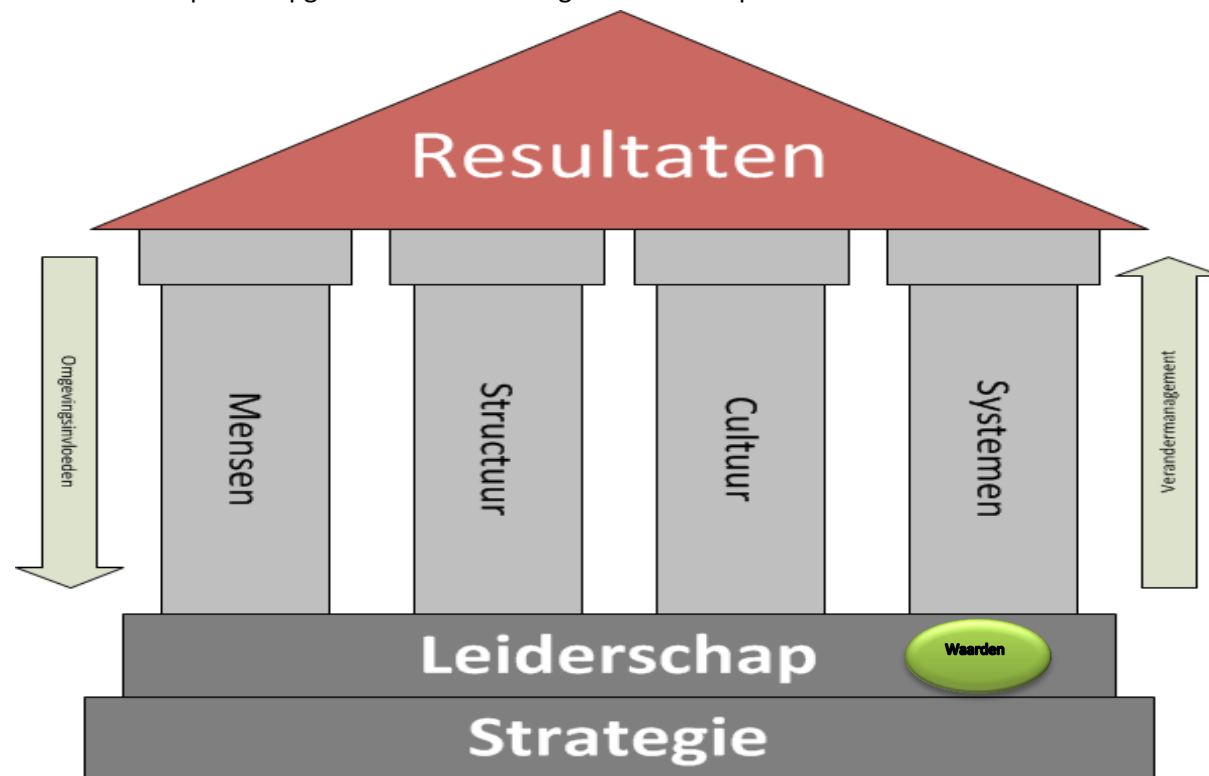 Resultaten
Omgevingsinvloeden
Mensen
Structuur
Cultuur
Systemen
Verandermanagement
Leiderschap
Waarden
Strategie